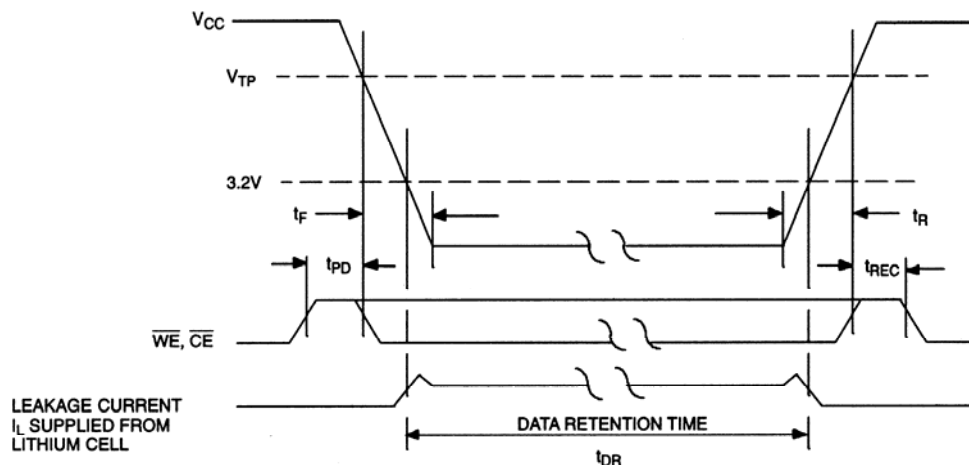 VCC
VTP
3.2V
tF
tR
tPD
tREC
WE, CE
LEAKAGE CURRENT
IL SUPPLIED FROM
LITHIUM CELL
DATA RETENTION TIME
tDR